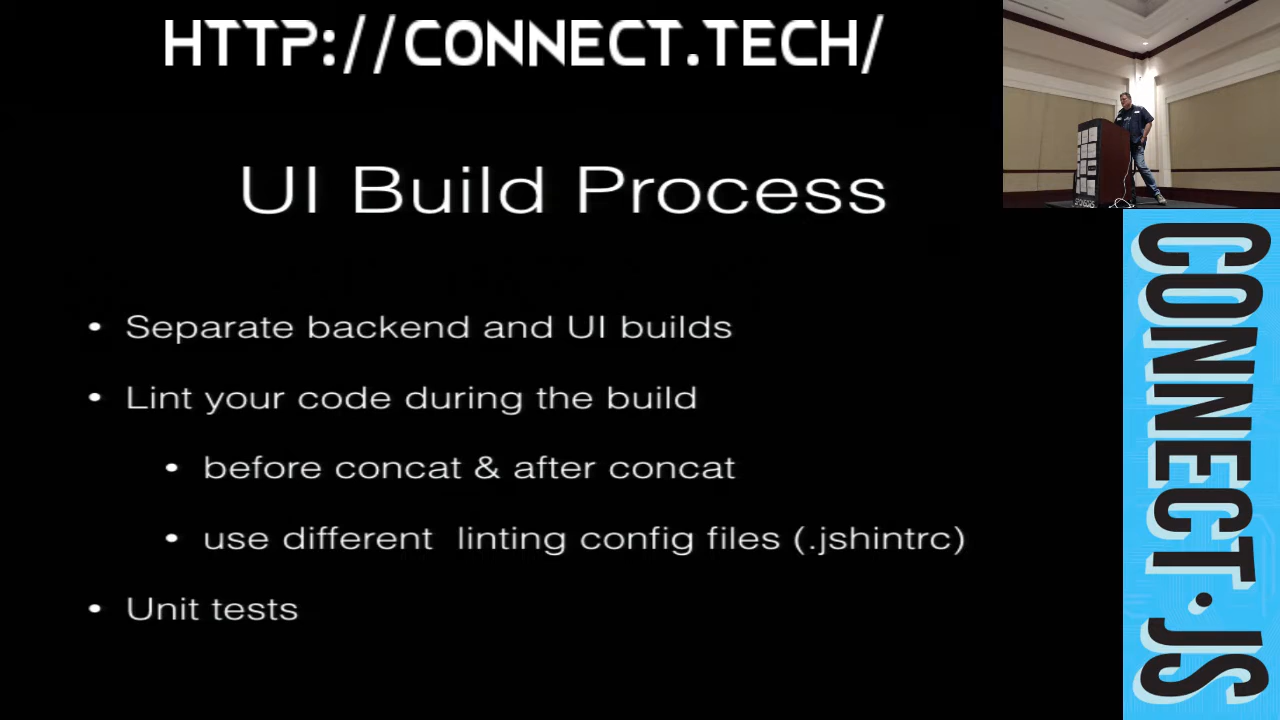 HTTP://CONNECT.TECH/
UI Build Process
• Separate backend and UI builds
• Lint your code during the build
• before concat & after concat
• use different linting config files (.jshintrc)
• Unit tests
SPONSORS
CONNECT.JS